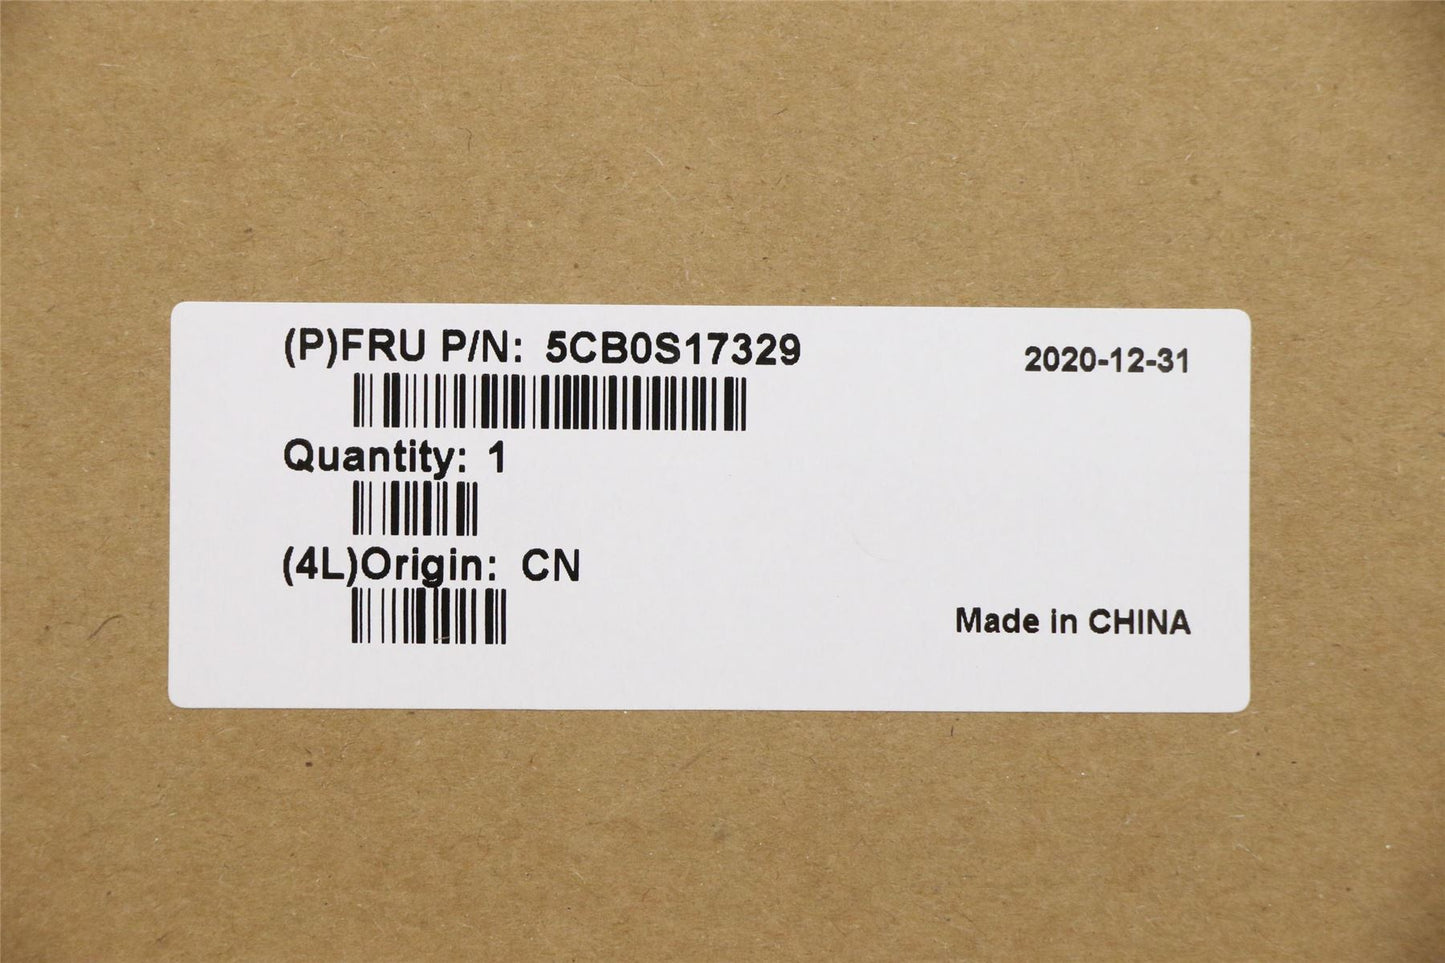 (P)FRU P/N: 5CB0S17329
2020-12-31
Quantity: 1
(4L)Origin: CN
Made in CHINA